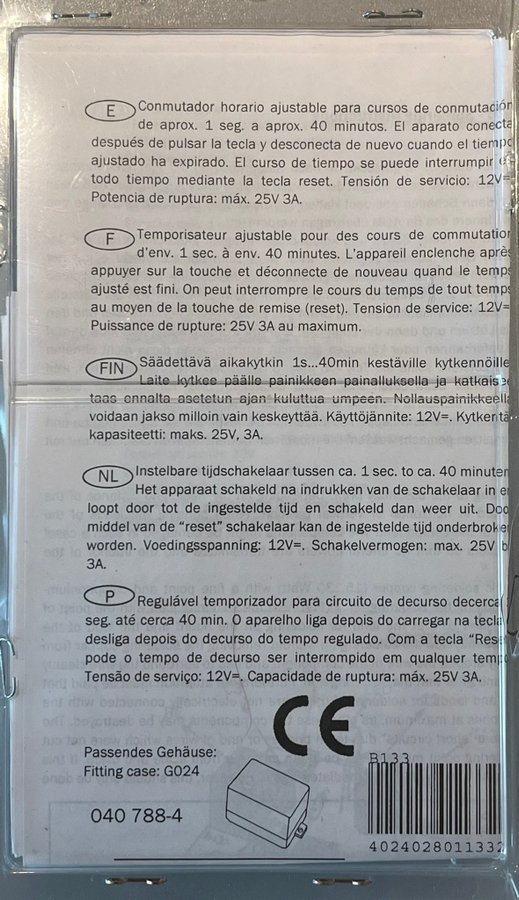 E Conmutador horario ajustable para cursos de conmutación
de aprox. 1 seg. a aprox. 40 minutos. El aparato conecta
después de pulsar la tecla y desconecta de nuevo cuando el tiempo
ajustado ha expirado. El curso de tiempo se puede interrumpir
todo tiempo mediante la tecla reset. Tensión de servicio: 12V=
Potencia de ruptura: máx. 25V 3A.
F Temporisateur ajustable pour des cours de commutation
d'env. 1 sec. à env. 40 minutes. L'appareil enclenche après
appuyer sur la touche et déconnecte de nouveau quand le temps
ajusté est fini. On peut interrompre le cours du temps de tout temps
au moyen de la touche de remise (reset). Tension de service: 12V=
Puissance de rupture: 25V 3A au maximum.
FIN Säädettävä aikakytkin 1s...40min kestäville kytkennöille
Laite kytkee päälle painikkeen painalluksella ja katkaisee
taas ennalta asetetun ajan kuluttua umpeen. Nollauspainikkeella
voidaan jakso milloin vain keskeyttää. Käyttöjännite: 12V=. Kytkentä
kapasiteetti: maks. 25V, 3A.
NL Instelbare tijdschakelaar tussen ca. 1 sec. to ca. 40 minuten
Het apparaat schakeld na indrukken van de schakelaar in en
loopt door tot de ingestelde tijd en schakeld dan weer uit. Door
middel van de "reset" schakelaar kan de ingestelde tijd onderbroken
worden. Voedingsspanning: 12V=. Schakelvermogen: max. 25V
3A.
P Regulável temporizador para circuito de decurso decerca
seg. até cerca 40 min. O aparelho liga depois do carregar na tecla
desliga depois do decurso do tempo regulado. Com a tecla "Rese
pode o tempo de decurso ser interrompido em qualquer tempo
Tensão de serviço: 12V=. Capacidade de ruptura: máx. 25V 3A.
CE
Passendes Gehäuse:
Fitting case: G024
B133
040 788-4
4024028011332